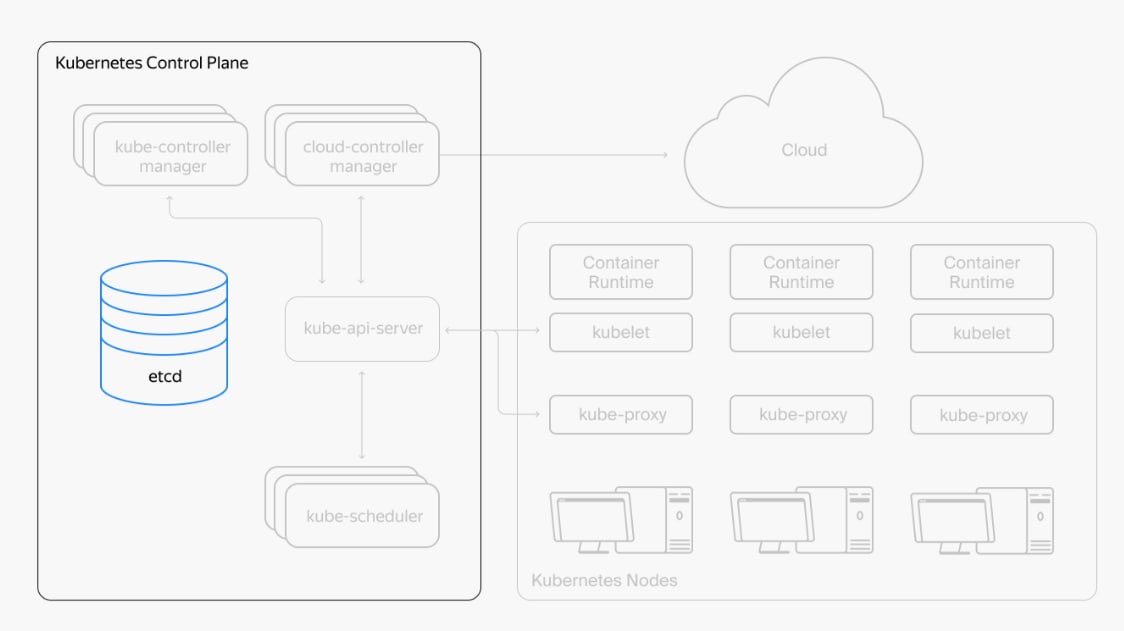 Kubernetes Control Plane
kube-controller
manager
cloud-controller
manager
Cloud
etcd
kube-api-server
kube-scheduler
Container
Runtime
Container
Runtime
Container
Runtime
kubelet
kubelet
kubelet
kube-proxy
kube-proxy
kube-proxy
Kubernetes Nodes